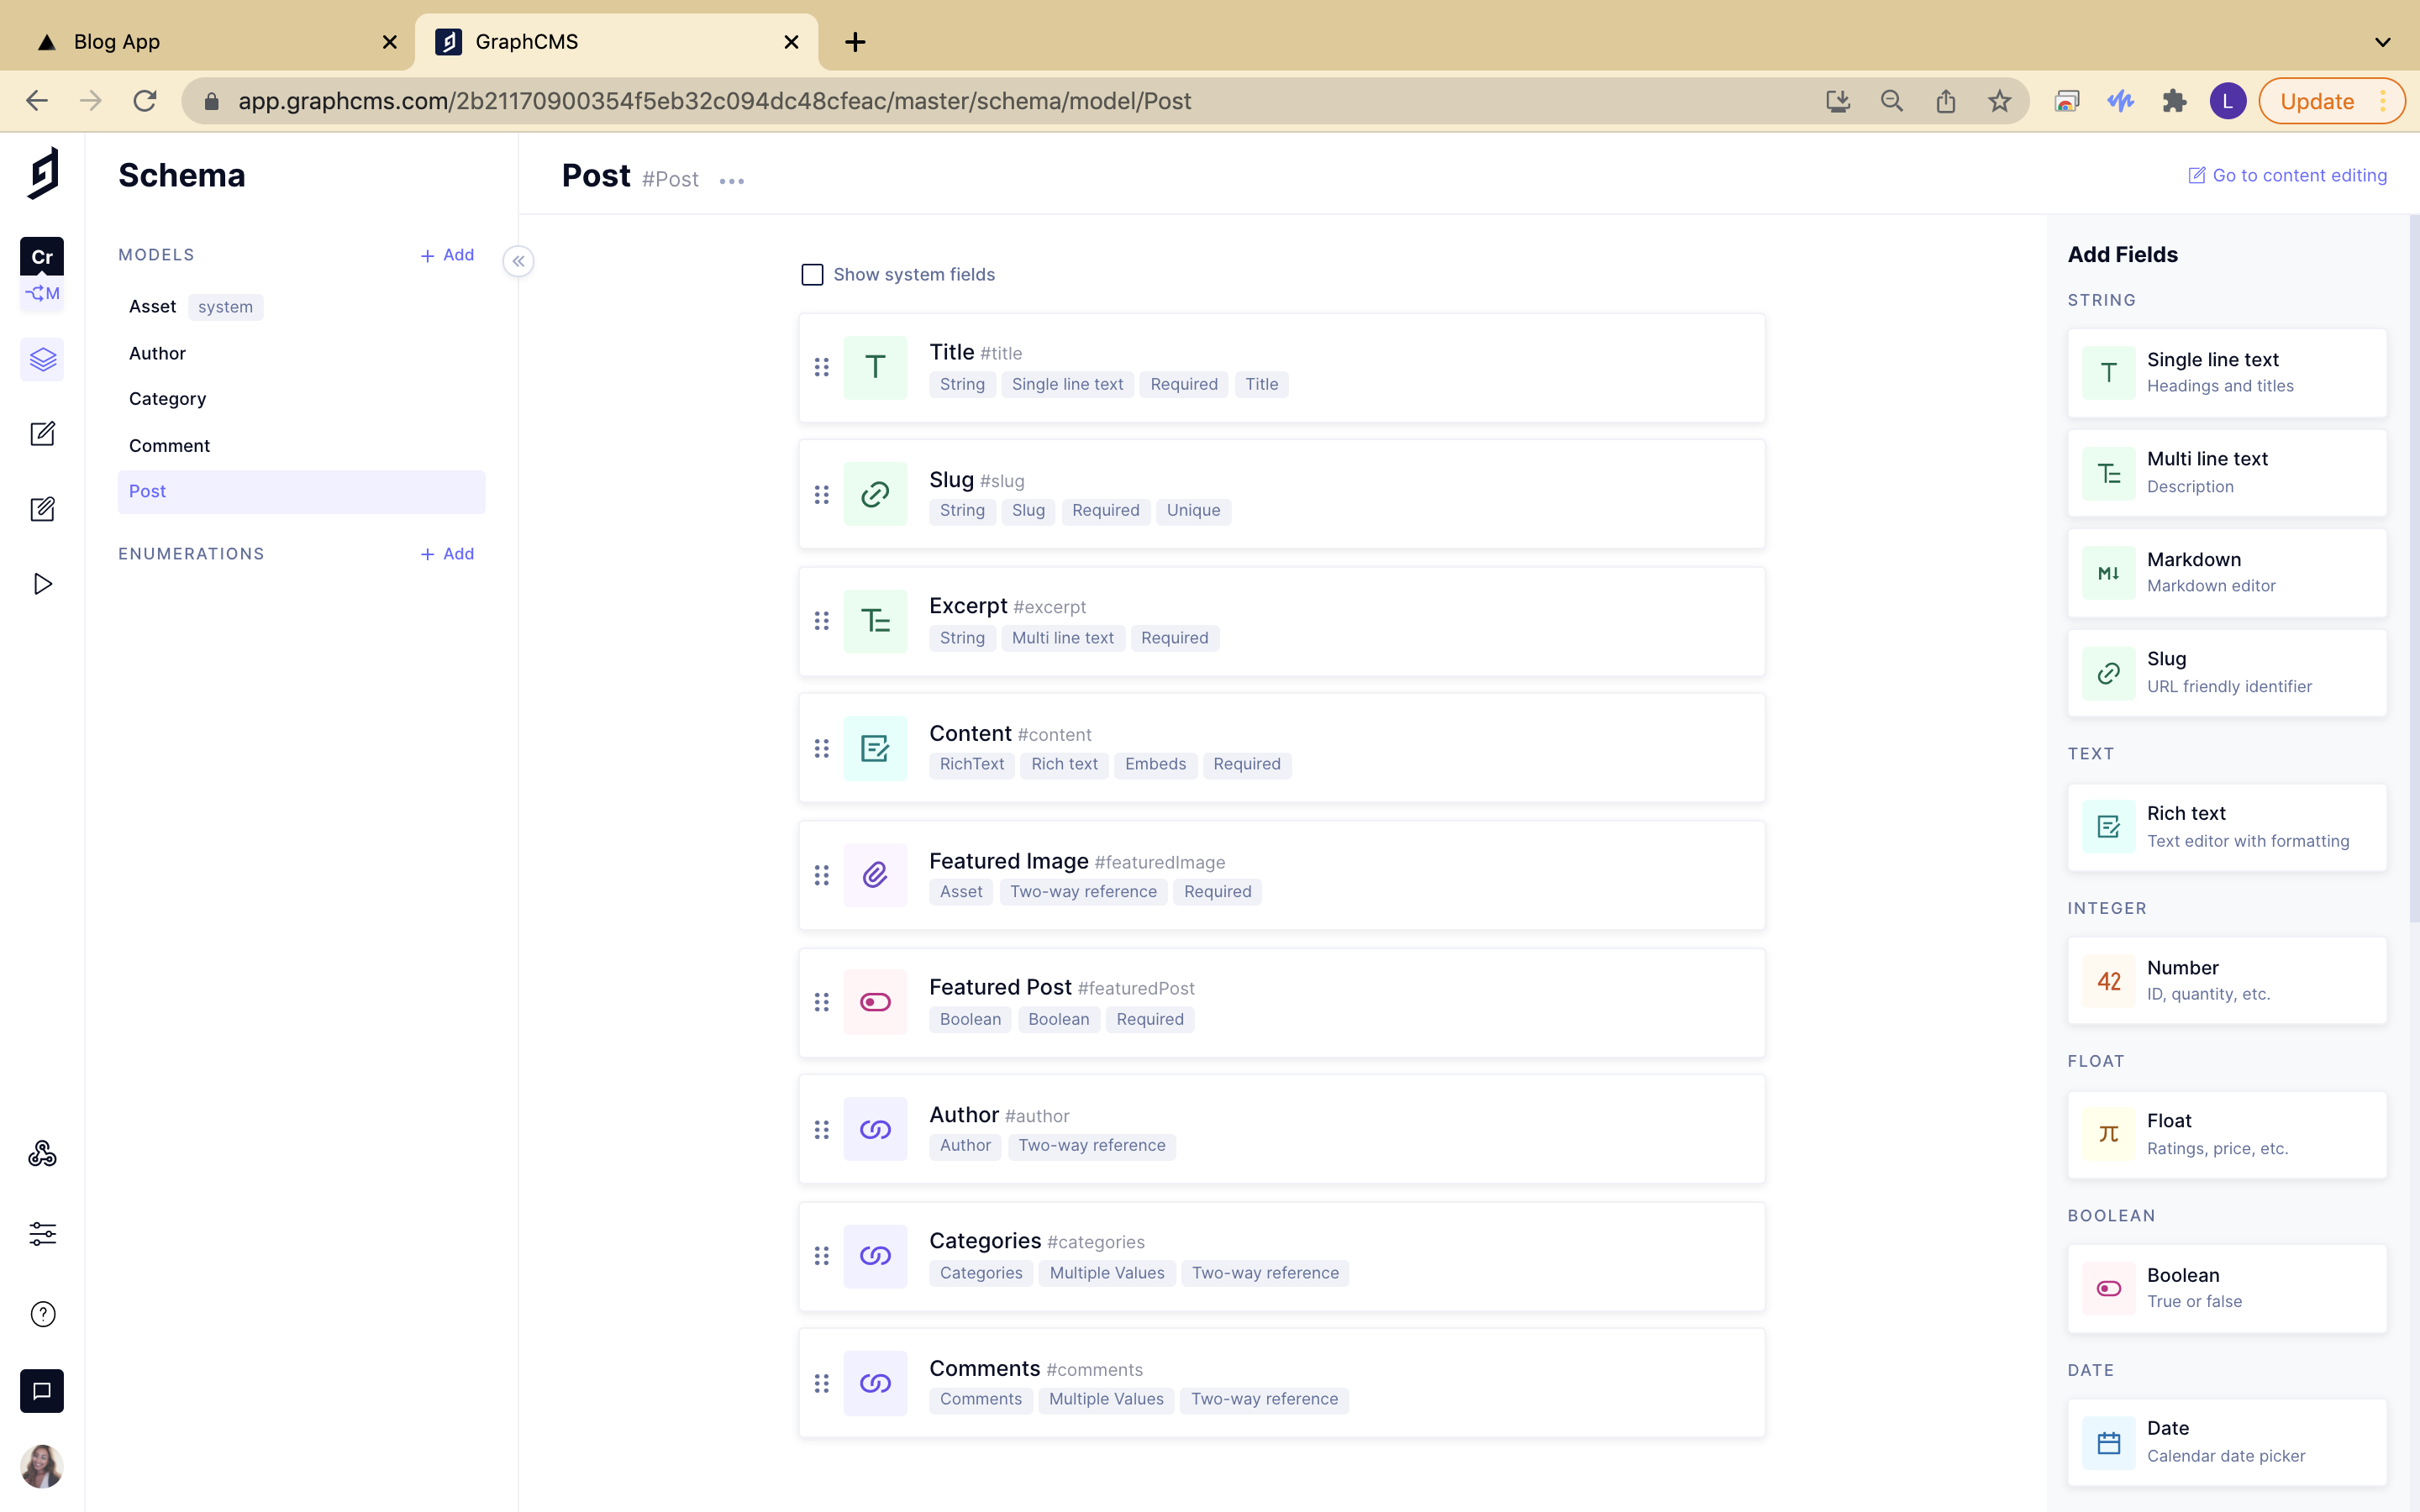 Blog App
GraphCMS
app.graphcms.com/2b21170900354f5eb32c094dc48cfeac/master/schema/model/Post
L
Update
Cr
M
Schema
MODELS
+ Add
Asset system
Author
Category
Comment
Post
ENUMERATIONS
+ Add
Post #Post
Go to content editing
Show system fields
T
Title #title
String Single line text Required Title
Slug #slug
String Slug Required Unique
Excerpt #excerpt
String Multi line text Required
Content #content
RichText Rich text Embeds Required
Featured Image #featuredImage
Asset Two-way reference Required
Featured Post #featuredPost
Boolean Boolean Required
Author #author
Author Two-way reference
Categories #categories
Categories Multiple Values Two-way reference
Comments #comments
Comments Multiple Values Two-way reference
Add Fields
STRING
T
Single line text
Headings and titles
Multi line text
Description
M↓
Markdown
Markdown editor
Slug
URL friendly identifier
TEXT
Rich text
Text editor with formatting
INTEGER
42
Number
ID, quantity, etc.
FLOAT
π
Float
Ratings, price, etc.
BOOLEAN
Boolean
True or false
DATE
Date
Calendar date picker